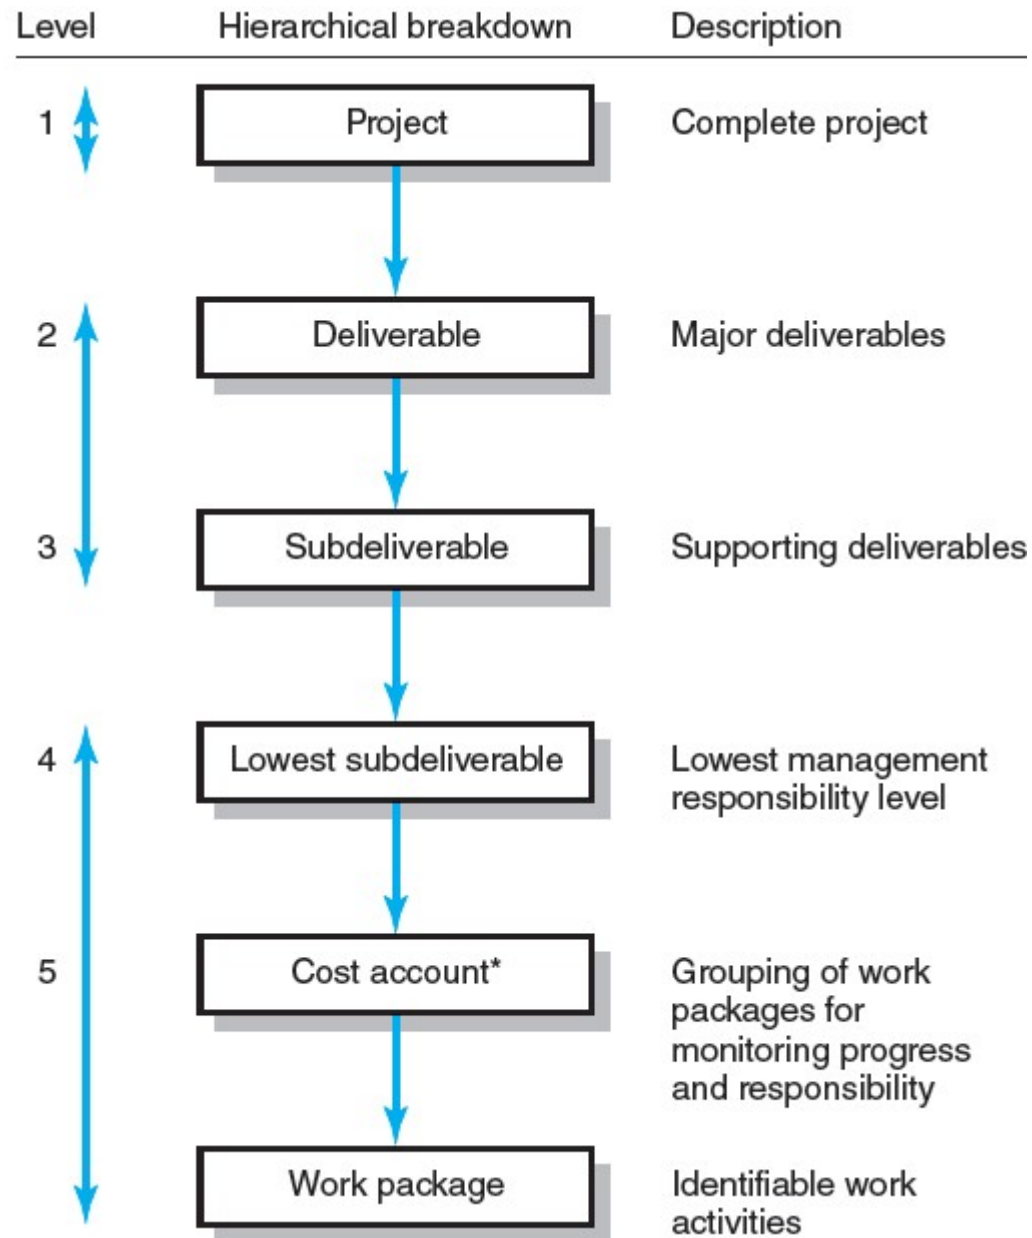 Level Hierarchical breakdown Description
1 Project Complete project
2 Deliverable Major deliverables
3 Subdeliverable Supporting deliverables
4 Lowest subdeliverable Lowest management
responsibility level
5 Cost account* Grouping of work
packages for
monitoring progress
and responsibility
Work package Identifiable work
activities